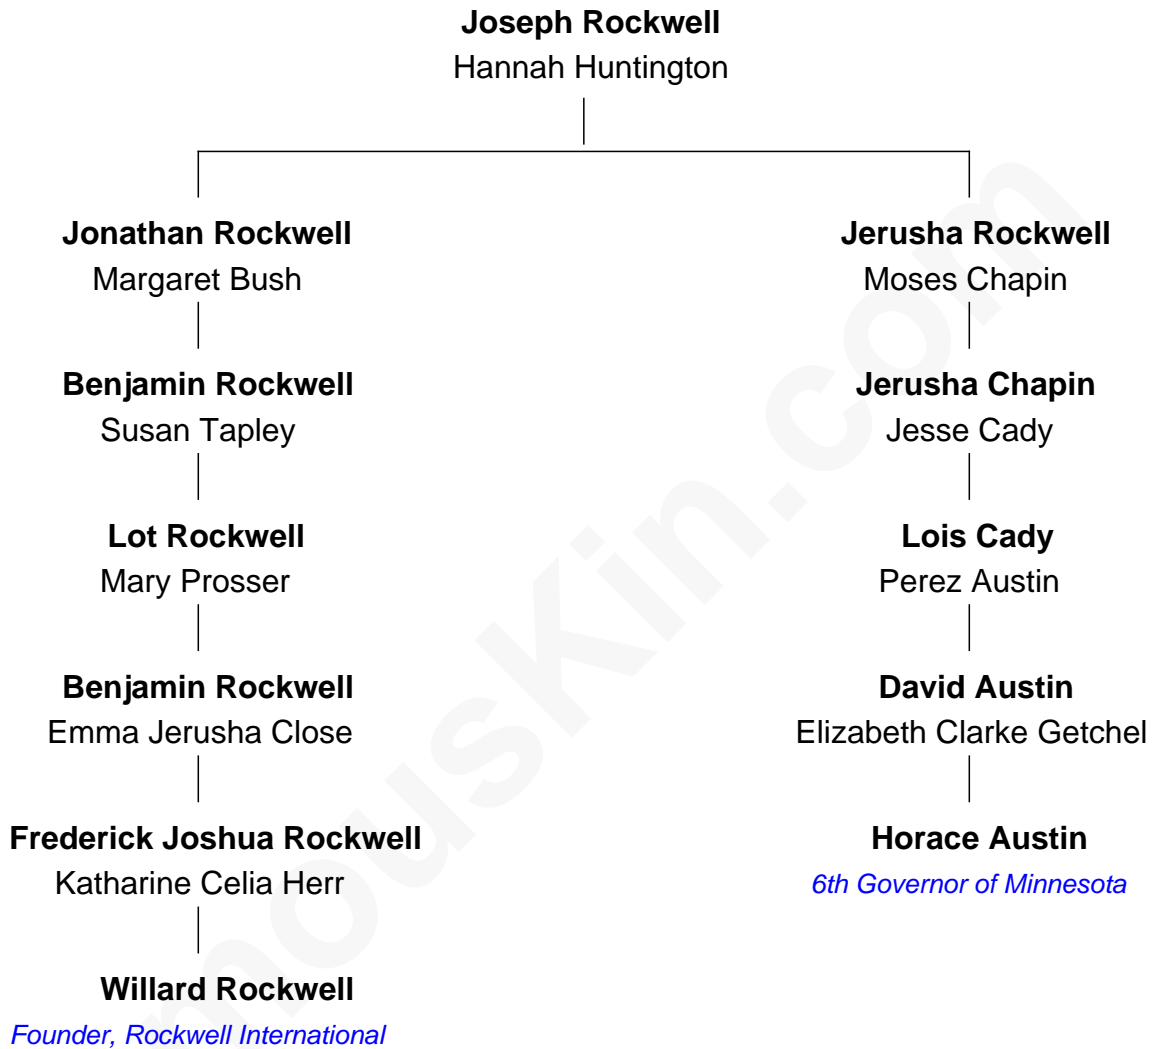 Joseph Rockwell
Hannah Huntington
Jonathan Rockwell
Margaret Bush
Jerusha Rockwell
Moses Chapin
Benjamin Rockwell
Susan Tapley
Jerusha Chapin
Jesse Cady
Lot Rockwell
Mary Prosser
Lois Cady
Perez Austin
Benjamin Rockwell
Emma Jerusha Close
David Austin
Elizabeth Clarke Getchel
Frederick Joshua Rockwell
Katharine Celia Herr
Horace Austin
6th Governor of Minnesota
Willard Rockwell
Founder, Rockwell International
mouskin.com